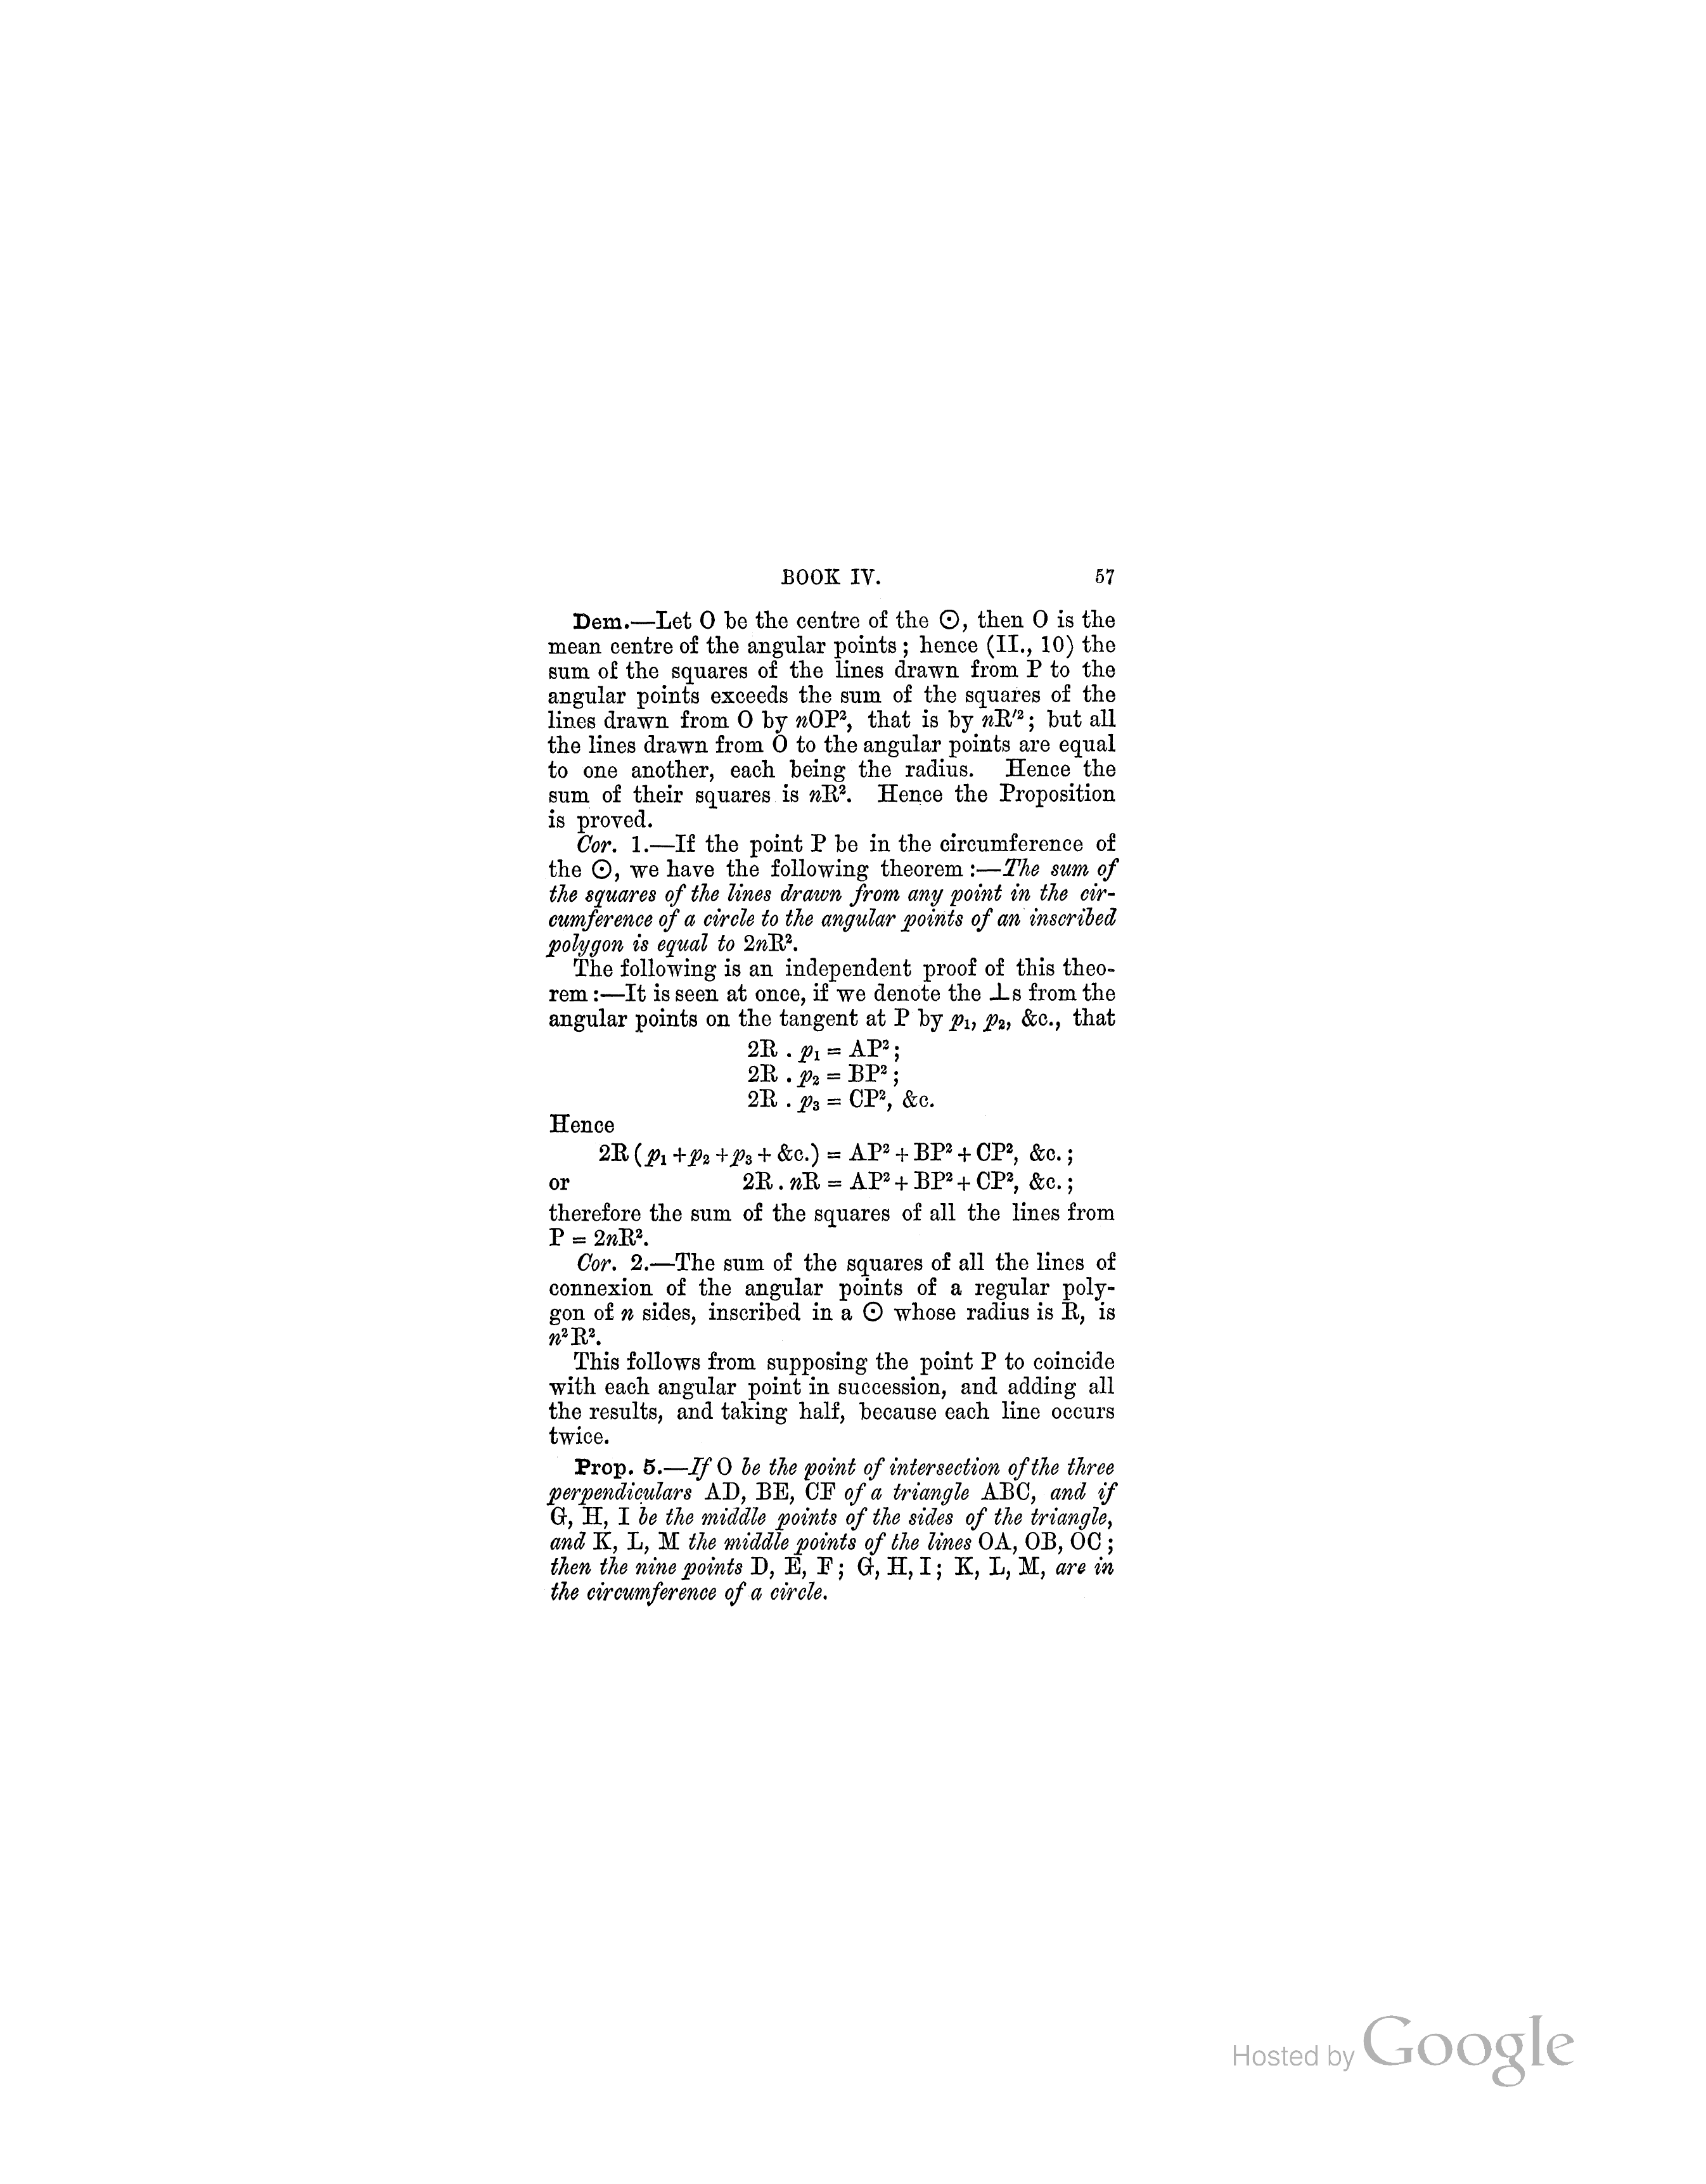 BOOK IV. 57
Dem.—Let O be the centre of the ⊙, then O is the
mean centre of the angular points ; hence (II., 10) the
sum of the squares of the lines drawn from P to the
angular points exceeds the sum of the squares of the
lines drawn from O by nOP², that is by nR′² ; but all
the lines drawn from O to the angular points are equal
to one another, each being the radius. Hence the
sum of their squares is nR². Hence the Proposition
is proved.
Cor. 1.—If the point P be in the circumference of
the ⊙, we have the following theorem :—The sum of
the squares of the lines drawn from any point in the cir-
cumference of a circle to the angular points of an inscribed
polygon is equal to 2nR².
The following is an independent proof of this theo-
rem :—It is seen at once, if we denote the ⊥s from the
angular points on the tangent at P by p₁, p₂, &c., that
2R . p₁ = AP² ;
2R . p₂ = BP² ;
2R . p₃ = CP², &c.
Hence
2R (p₁ + p₂ + p₃ + &c.) = AP² + BP² + CP², &c. ;
or 2R . nR = AP² + BP² + CP², &c. ;
therefore the sum of the squares of all the lines from
P = 2nR².
Cor. 2.—The sum of the squares of all the lines of
connexion of the angular points of a regular poly-
gon of n sides, inscribed in a ⊙ whose radius is R, is
n²R².
This follows from supposing the point P to coincide
with each angular point in succession, and adding all
the results, and taking half, because each line occurs
twice.
Prop. 5.—If O be the point of intersection of the three
perpendiculars AD, BE, CF of a triangle ABC, and if
G, H, I be the middle points of the sides of the triangle,
and K, L, M the middle points of the lines OA, OB, OC ;
then the nine points D, E, F ; G, H, I ; K, L, M, are in
the circumference of a circle.
Hosted by Google